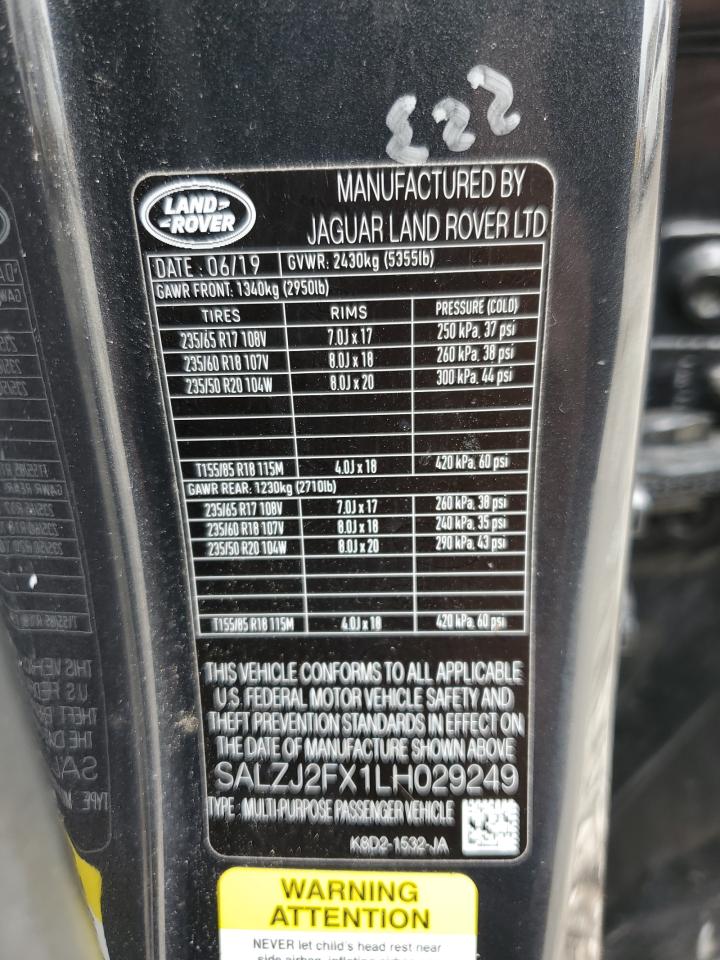 522
LAND
ROVER
MANUFACTURED BY
JAGUAR LAND ROVER LTD
DATE : 06/19 GVWR: 2430kg (5355lb)
GAWR FRONT: 1340kg (2950lb)
TIRES RIMS PRESSURE (COLD)
235/65 R17 108V 7.0J x 17 250 kPa, 37 psi
235/60 R18 107V 8.0J x 18 260 kPa, 38 psi
235/50 R20 104W 8.0J x 20 300 kPa, 44 psi
T155/85 R18 115M 4.0J x 18 420 kPa, 60 psi
GAWR REAR: 1230kg (2710lb)
235/65 R17 108V 7.0J x 17 260 kPa, 38 psi
235/60 R18 107V 8.0J x 18 240 kPa, 35 psi
235/50 R20 104W 8.0J x 20 290 kPa, 43 psi
T155/85 R18 115M 4.0J x 18 420 kPa, 60 psi
THIS VEHICLE CONFORMS TO ALL APPLICABLE
U.S. FEDERAL MOTOR VEHICLE SAFETY AND
THEFT PREVENTION STANDARDS IN EFFECT ON
THE DATE OF MANUFACTURE SHOWN ABOVE
SALZJ2FX1LH029249
TYPE : MULTI-PURPOSE PASSENGER VEHICLE
K8D2-1532-JA
WARNING
ATTENTION
NEVER let child's head rest near
side airbag, inflating airbag